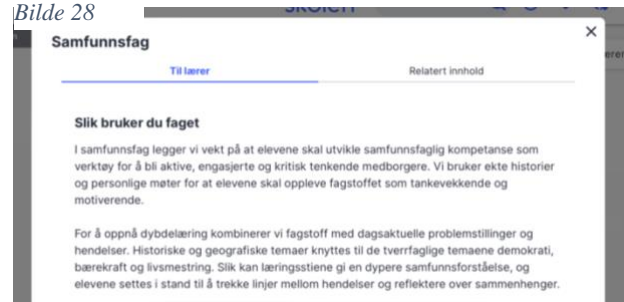 Bilde 28
Samfunnsfag
Til lærer
Relatert innhold
Slik bruker du faget
I samfunnsfag legger vi vekt på at elevene skal utvikle samfunnsfaglig kompetanse som
verktøy for å bli aktive, engasjerte og kritisk tenkende medborgere. Vi bruker ekte historier
og personlige møter for at elevene skal oppleve fagstoffet som tankevekkende og
motiverende.
For å oppnå dybdelæring kombinerer vi fagstoff med dagsaktuelle problemstillinger og
hendelser. Historiske og geografiske temaer knyttes til de tverrfaglige temaene demokrati,
bærekraft og livsmestring. Slik kan læringsstiene gi en dypere samfunnsforståelse, og
elevene settes i stand til å trekke linjer mellom hendelser og reflektere over sammenhenger.